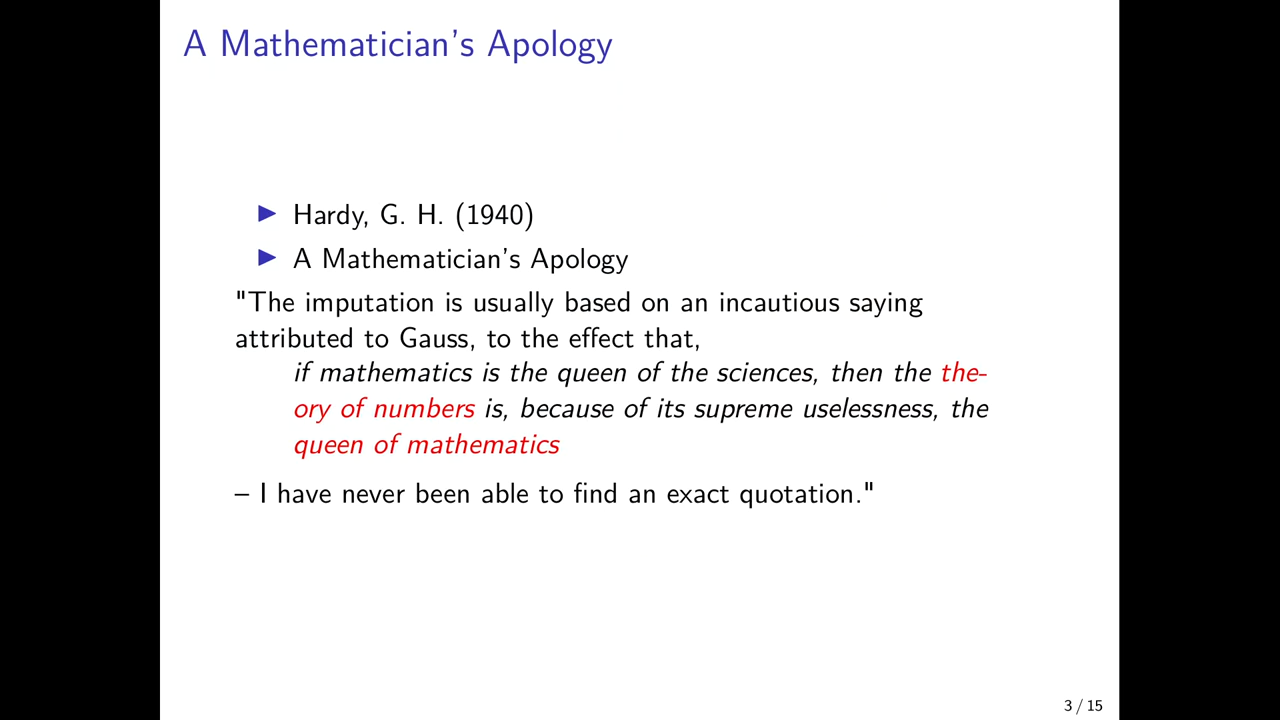 A Mathematician's Apology
▶ Hardy, G. H. (1940)
▶ A Mathematician's Apology
"The imputation is usually based on an incautious saying
attributed to Gauss, to the effect that,
if mathematics is the queen of the sciences, then the the-
ory of numbers is, because of its supreme uselessness, the
queen of mathematics
– I have never been able to find an exact quotation."
3 / 15